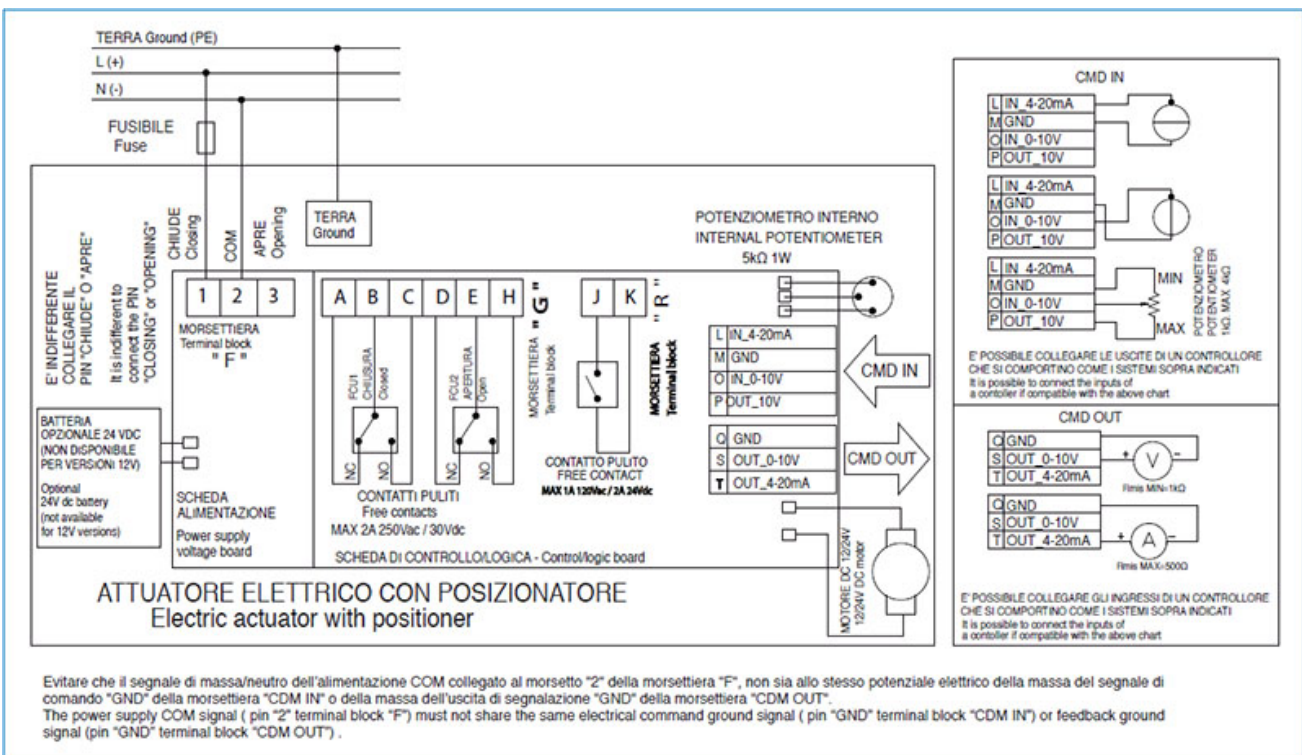 TERRA Ground (PE)
L (+)
N (-)
FUSIBILE
Fuse
E' INDIFFERENTE
COLLEGARE IL
PIN "CHIUDE" O "APRE"
It is indifferent to
connect the PIN
"CLOSING" or "OPENING"
CHIUDE
Closing
COM
APRE
Opening
TERRA
Ground
1 2 3
MORSETTIERA
Terminal block
" F "
BATTERIA
OPZIONALE 24 VDC
(NON DISPONIBILE
PER VERSIONI 12V)
Optional
24V dc battery
(not available
for 12V versions)
SCHEDA
ALIMENTAZIONE
Power supply
voltage board
A B C D E H
MORSETTIERA " G "
Terminal block
FCU1
CHIUSURA
Closed
NC
NO
FCU2
APERTURA
Open
NC
NO
CONTATTI PULITI
Free contacts
MAX 2A 250Vac / 30Vdc
J K
MORSETTIERA " R "
Terminal block
CONTATTO PULITO
FREE CONTACT
MAX 1A 120Vac / 2A 24Vdc
SCHEDA DI CONTROLLO/LOGICA - Control/logic board
POTENZIOMETRO INTERNO
INTERNAL POTENTIOMETER
5kΩ 1W
L IN_4-20mA
M GND
O IN_0-10V
P OUT_10V
CMD IN
Q GND
S OUT_0-10V
T OUT_4-20mA
CMD OUT
MOTORE DC 12/24V
12/24V DC motor
ATTUATORE ELETTRICO CON POSIZIONATORE
Electric actuator with positioner
CMD IN
L IN_4-20mA
M GND
O IN_0-10V
P OUT_10V
L IN_4-20mA
M GND
O IN_0-10V
P OUT_10V
L IN_4-20mA
M GND
O IN_0-10V
P OUT_10V
MIN
MAX
POTENZIOMETRO
POTENTIOMETER
1kΩ MAX 4kΩ
E' POSSIBILE COLLEGARE LE USCITE DI UN CONTROLLORE
CHE SI COMPORTINO COME I SISTEMI SOPRA INDICATI
It is possible to connect the inputs of
a contoller if compatible with the above chart
CMD OUT
Q GND
S OUT_0-10V
T OUT_4-20mA
+ V -
Rmis MIN=1kΩ
Q GND
S OUT_0-10V
T OUT_4-20mA
+ A -
Rmis MAX=500Ω
E' POSSIBILE COLLEGARE GLI INGRESSI DI UN CONTROLLORE
CHE SI COMPORTINO COME I SISTEMI SOPRA INDICATI
It is possible to connect the inputs of
a contoller if compatible with the above chart
Evitare che il segnale di massa/neutro dell'alimentazione COM collegato al morsetto "2" della morsettiera "F", non sia allo stesso potenziale elettrico della massa del segnale di
comando "GND" della morsettiera "CDM IN" o della massa dell'uscita di segnalazione "GND" della morsettiera "CDM OUT".
The power supply COM signal ( pin "2" terminal block "F") must not share the same electrical command ground signal ( pin "GND" terminal block "CDM IN") or feedback ground
signal (pin "GND" terminal block "CDM OUT") .